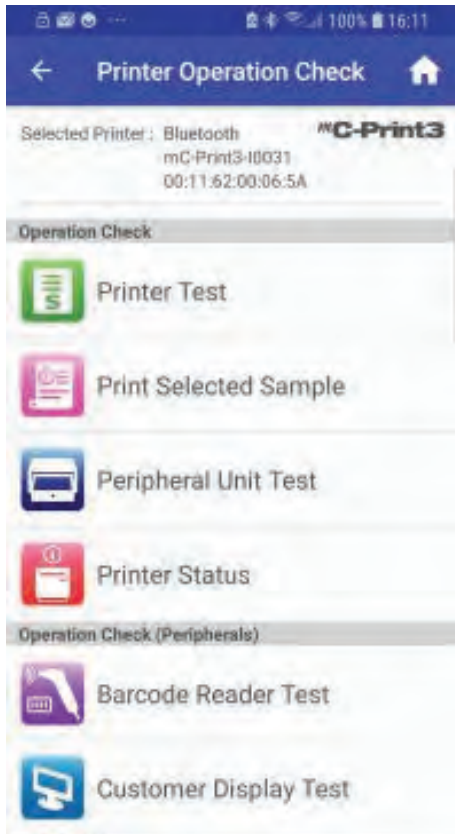 100% 16:11
Printer Operation Check
Selected Printer : Bluetooth mC-Print3
mC-Print3-I0031
00:11:62:00:06:5A
Operation Check
Printer Test
Print Selected Sample
Peripheral Unit Test
Printer Status
Operation Check (Peripherals)
Barcode Reader Test
Customer Display Test